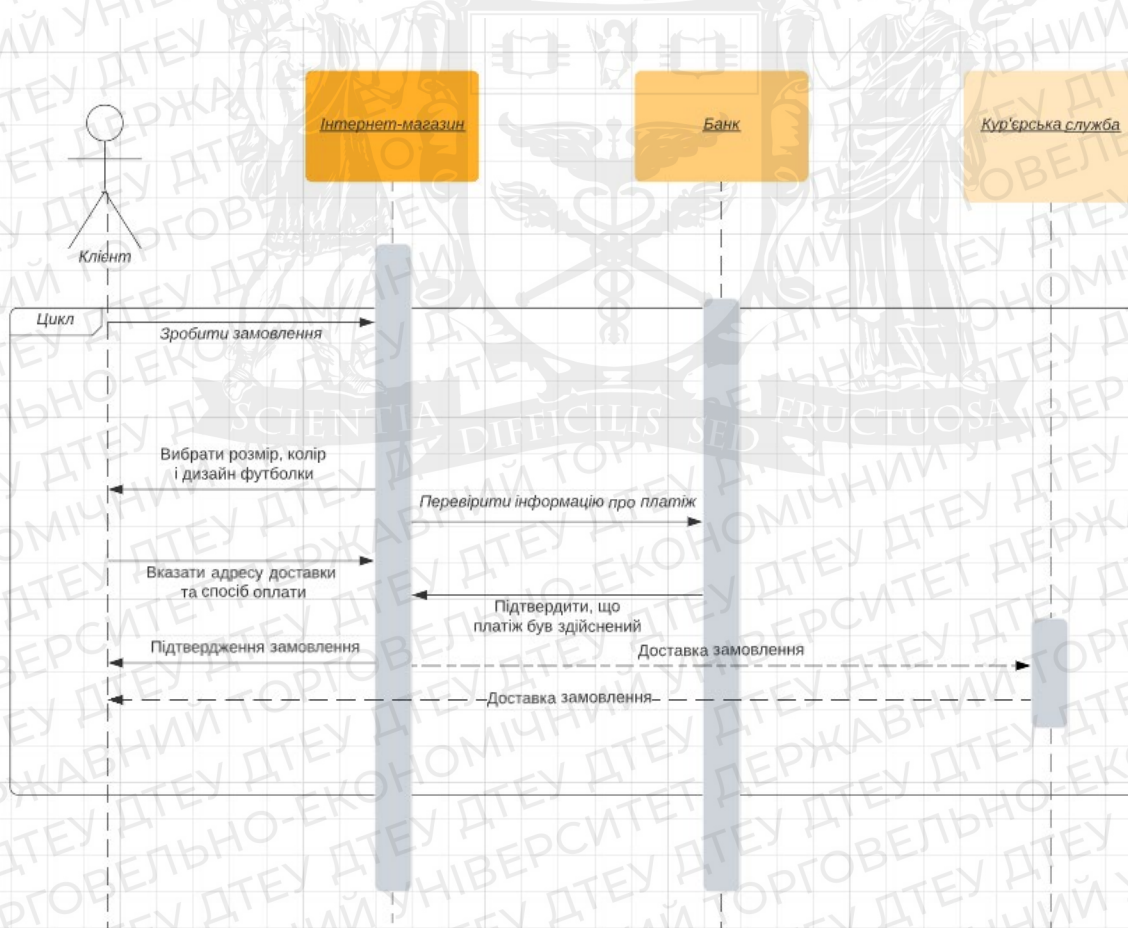 Інтернет-магазин
Банк
Кур'єрська служба
Клієнт
Цикл
Зробити замовлення
Вибрати розмір, колір
і дизайн футболки
Перевірити інформацію про платіж
Вказати адресу доставки
та спосіб оплати
Підтвердити, що
платіж був здійснений
Підтвердження замовлення
Доставка замовлення
Доставка замовлення
SCIENTIA DIFFICILIS SED FRUCTUOSA